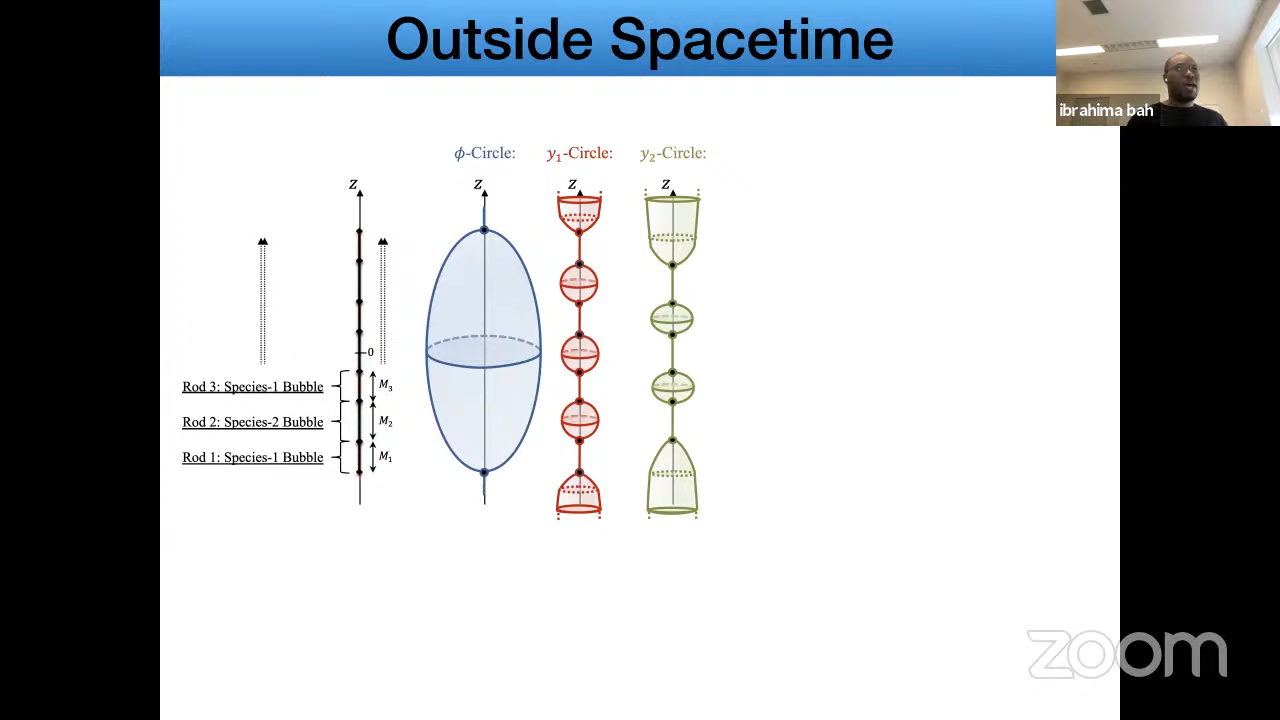 Outside Spacetime
ibrahima bah
ϕ-Circle: y₁-Circle: y₂-Circle:
z z z z
0
Rod 3: Species-1 Bubble M₃
Rod 2: Species-2 Bubble M₂
Rod 1: Species-1 Bubble M₁
zoom